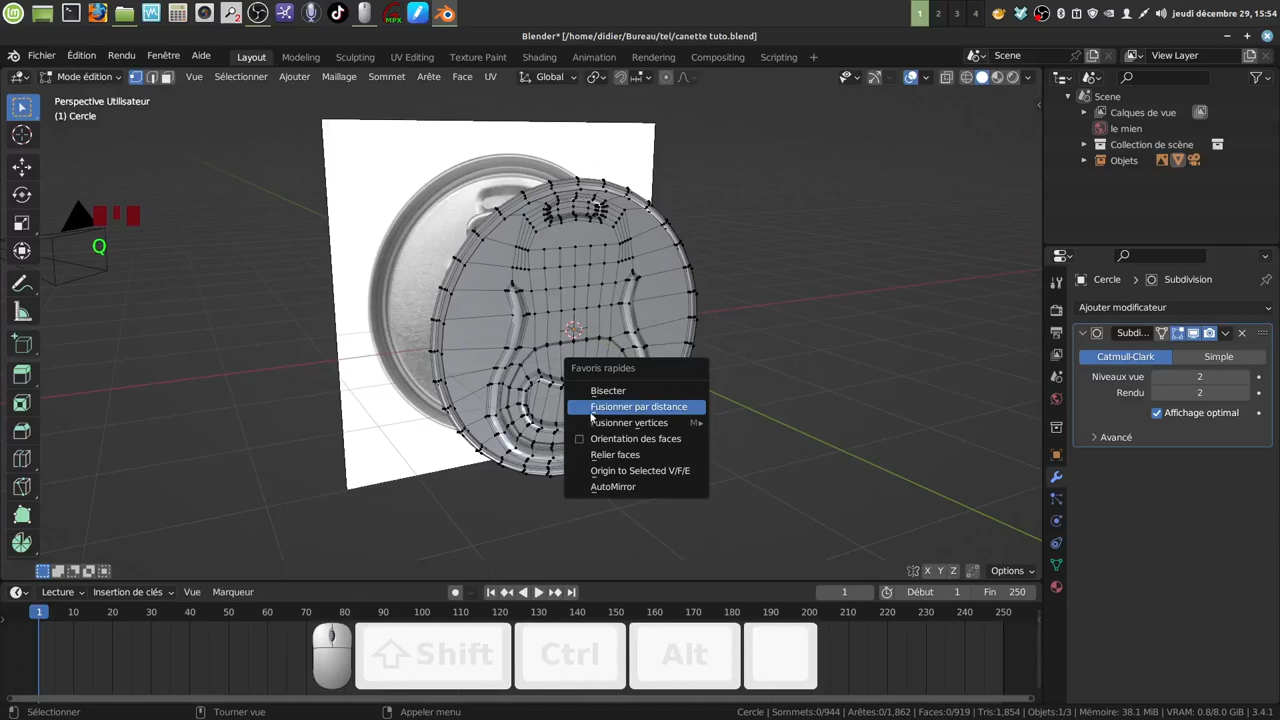 1 2 3 4 jeudi décembre 29, 15:54
Blender* [/home/didier/Bureau/tel/canette tuto.blend]
Fichier Édition Rendu Fenêtre Aide Layout Modeling Sculpting UV Editing Texture Paint Shading Animation Rendering Compositing Scripting Scene View Layer
Mode édition Vue Sélectionner Ajouter Maillage Sommet Arête Face UV Global
Perspective Utilisateur
(1) Cercle
Scene
Calques de vue
le mien
Collection de scène
Objets
Q
Cercle Subdivision
Ajouter modificateur
Subdi...
Catmull-Clark Simple
Niveaux vue 2
Rendu 2
Affichage optimal
Avancé
Favoris rapides
Bisecter
Fusionner par distance
Fusionner vertices M
Orientation des faces
Relier faces
Origin to Selected V/F/E
AutoMirror
X Y Z Options
Lecture Insertion de clés Vue Marqueur 1 Début 1 Fin 250
1 10 20 30 40 50 60 70 80 90 100 110 120 130 140 150 160 170 180 190 200 210 220 230 240 250
Shift Ctrl Alt
Sélectionner Tourner vue Appeler menu Cercle | Sommets:0/944 | Arêtes:0/1,862 | Faces:0/919 | Tris:1,854 | Objets:1/3 | Mémoire: 38.1 MiB | VRAM: 0.8/8.0 GiB | 3.4.1